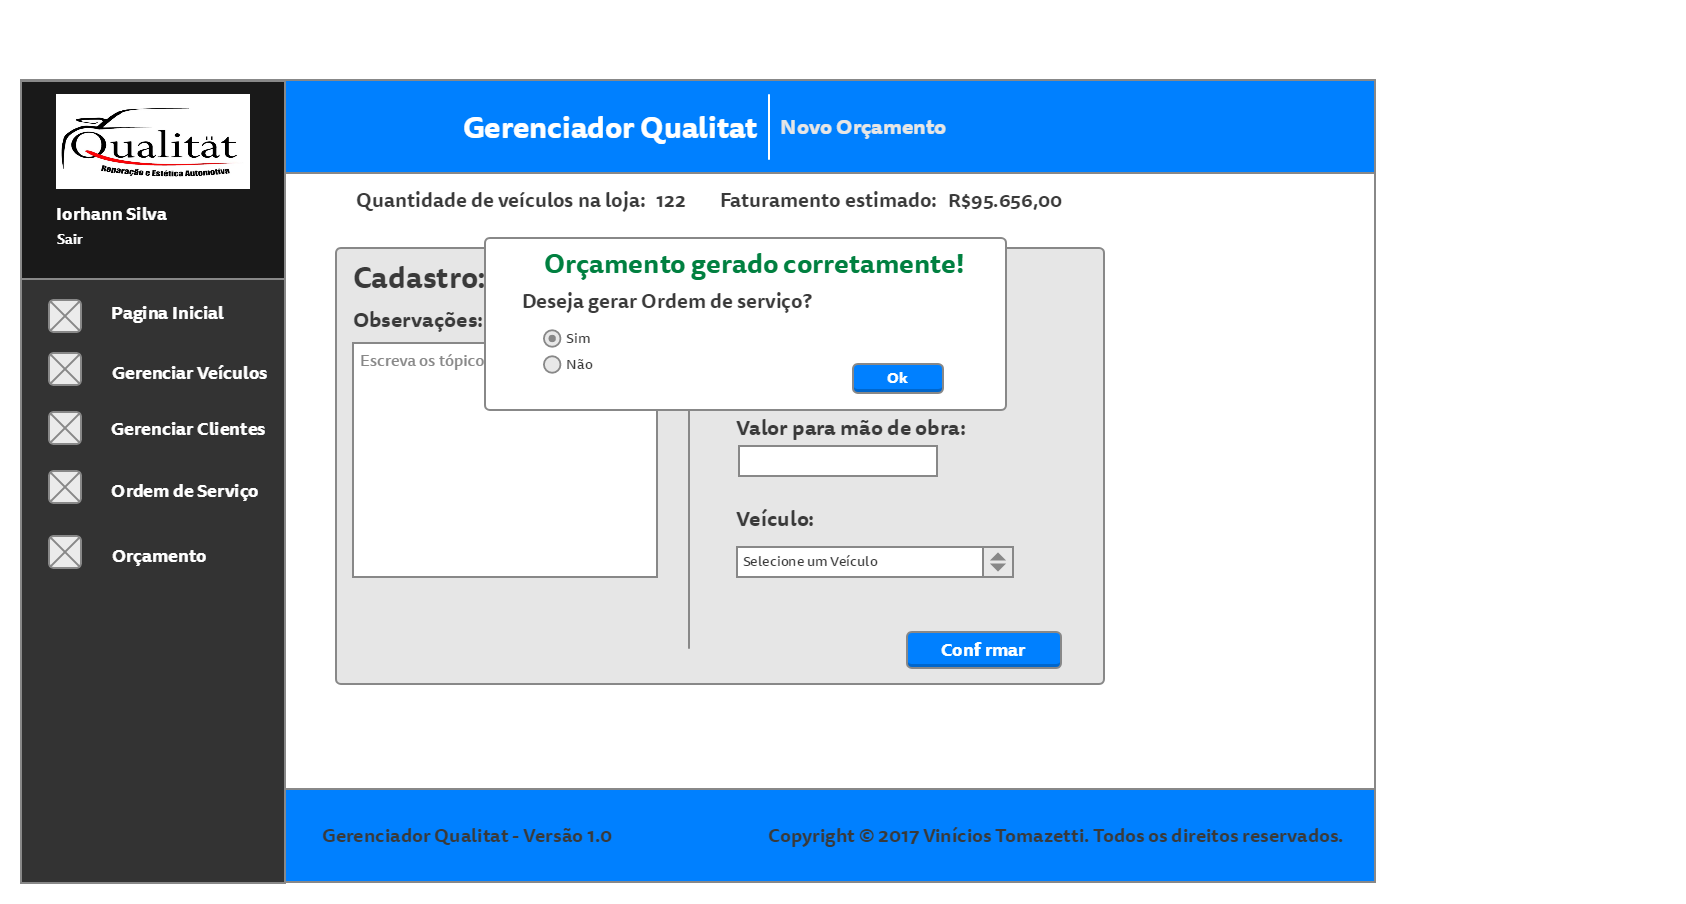 Qualität
Reparação e Estética Automotiva
Iorhann Silva
Sair
Pagina Inicial
Gerenciar Veículos
Gerenciar Clientes
Ordem de Serviço
Orçamento
Gerenciador Qualitat
Novo Orçamento
Quantidade de veículos na loja: 122
Faturamento estimado: R$95.656,00
Cadastro:
Observações:
Escreva os tópico
Orçamento gerado corretamente!
Deseja gerar Ordem de serviço?
Sim
Não
Ok
Valor para mão de obra:
Veículo:
Selecione um Veículo
Conf rmar
Gerenciador Qualitat - Versão 1.0
Copyright © 2017 Vinícios Tomazetti. Todos os direitos reservados.